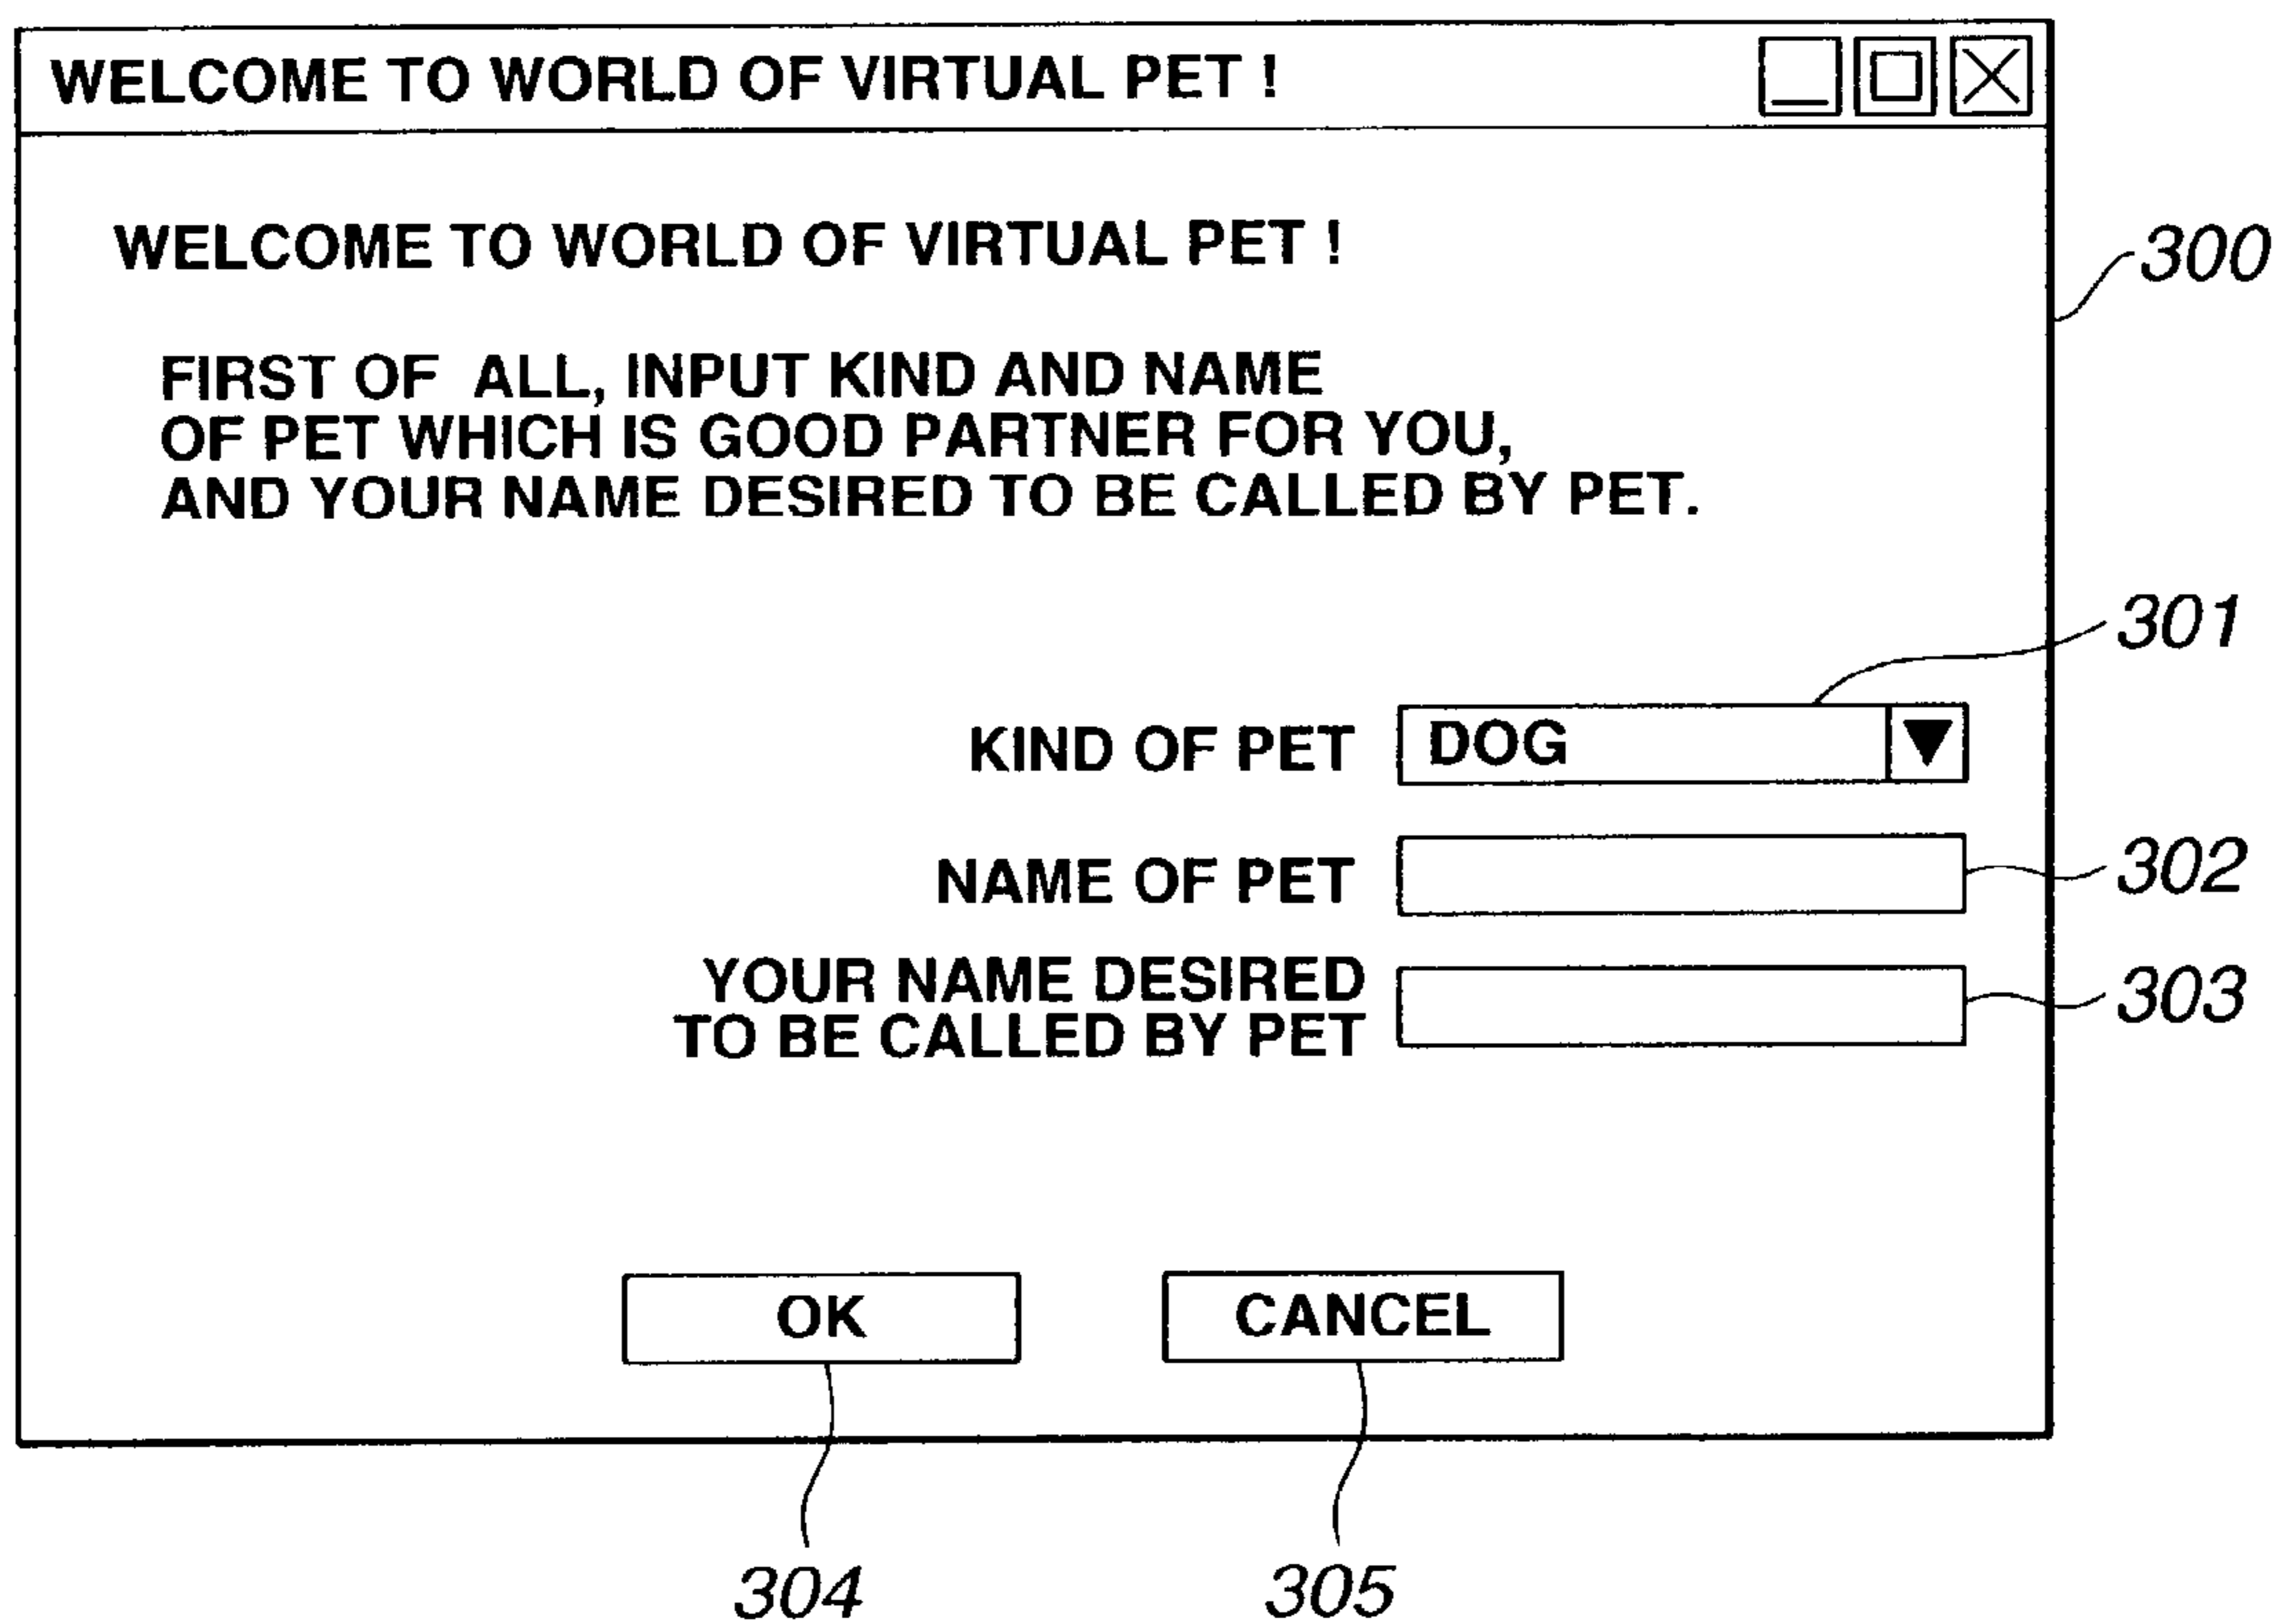 WELCOME TO WORLD OF VIRTUAL PET !
WELCOME TO WORLD OF VIRTUAL PET !
300
FIRST OF ALL, INPUT KIND AND NAME
OF PET WHICH IS GOOD PARTNER FOR YOU,
AND YOUR NAME DESIRED TO BE CALLED BY PET.
301
KIND OF PET DOG
NAME OF PET 302
YOUR NAME DESIRED
TO BE CALLED BY PET 303
OK CANCEL
304 305